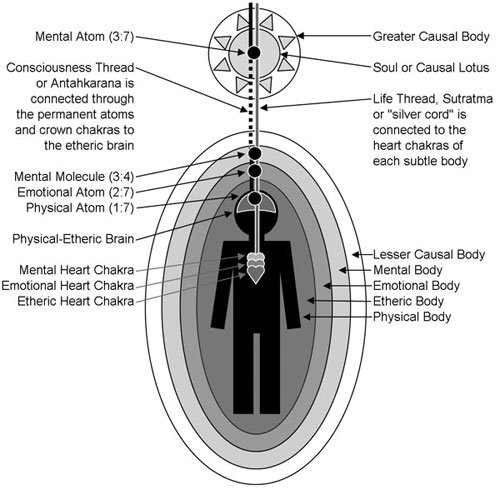 Mental Atom (3:7)
Consciousness Thread
or Antahkarana is
connected through
the permanent atoms
and crown chakras to
the etheric brain
Mental Molecule (3:4)
Emotional Atom (2:7)
Physical Atom (1:7)
Physical-Etheric Brain
Mental Heart Chakra
Emotional Heart Chakra
Etheric Heart Chakra
Greater Causal Body
Soul or Causal Lotus
Life Thread, Sutratma
or "silver cord" is
connected to the
heart chakras of
each subtle body
Lesser Causal Body
Mental Body
Emotional Body
Etheric Body
Physical Body